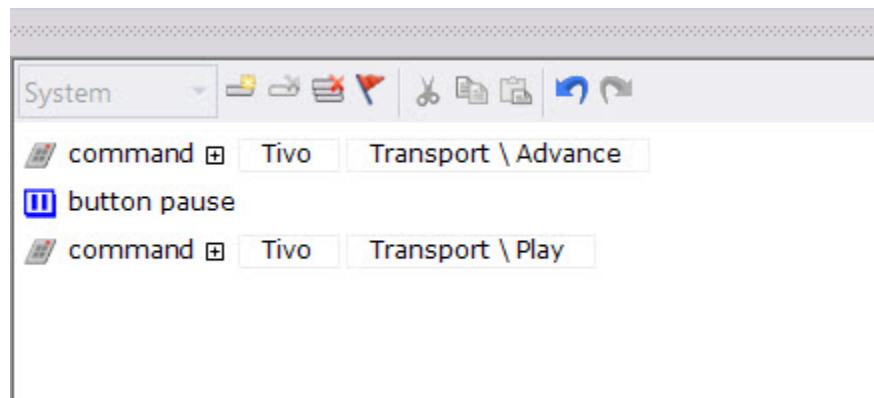 System
command Tivo Transport \ Advance
button pause
command Tivo Transport \ Play